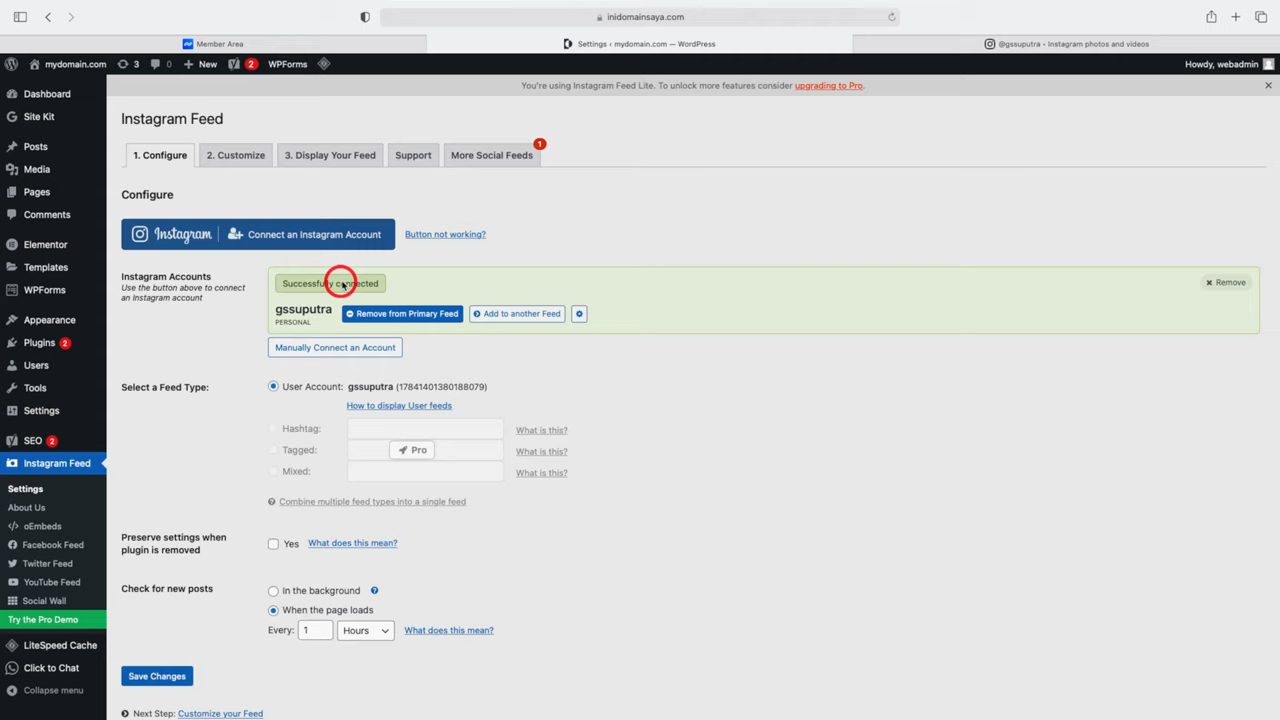 inidomainsaya.com
Member Area
Settings ‹ mydomain.com — WordPress
@gssuputra • Instagram photos and videos
mydomain.com 3 0 New 2 WPForms
Howdy, webadmin
You're using Instagram Feed Lite. To unlock more features consider upgrading to Pro.
Dashboard
Site Kit
Posts
Media
Pages
Comments
Elementor
Templates
WPForms
Appearance
Plugins 2
Users
Tools
Settings
SEO 2
Instagram Feed
Settings
About Us
oEmbeds
Facebook Feed
Twitter Feed
YouTube Feed
Social Wall
Try the Pro Demo
LiteSpeed Cache
Click to Chat
Collapse menu
Instagram Feed
1. Configure
2. Customize
3. Display Your Feed
Support
More Social Feeds
1
Configure
Instagram
Connect an Instagram Account
Button not working?
Instagram Accounts
Use the button above to connect
an Instagram account
Successfully connected
Remove
gssuputra
PERSONAL
Remove from Primary Feed
Add to another Feed
Manually Connect an Account
Select a Feed Type:
User Account: gssuputra (17841401380188079)
How to display User feeds
Hashtag:
What is this?
Tagged:
Pro
What is this?
Mixed:
What is this?
Combine multiple feed types into a single feed
Preserve settings when
plugin is removed
Yes
What does this mean?
Check for new posts
In the background
When the page loads
Every: 1 Hours
What does this mean?
Save Changes
Next Step: Customize your Feed